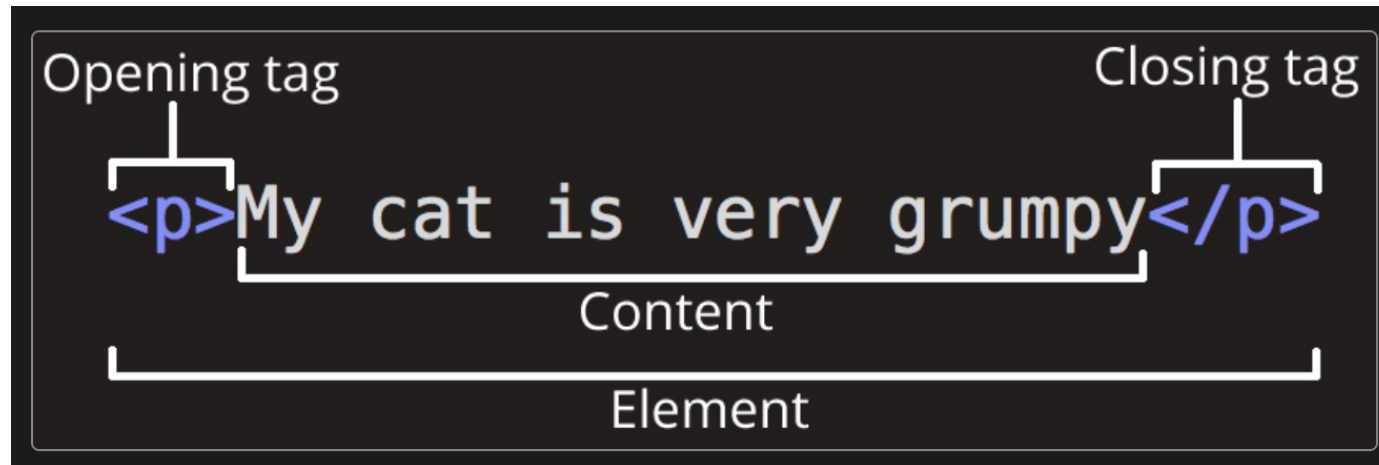 Opening tag Closing tag
<p>My cat is very grumpy</p>
Content
Element